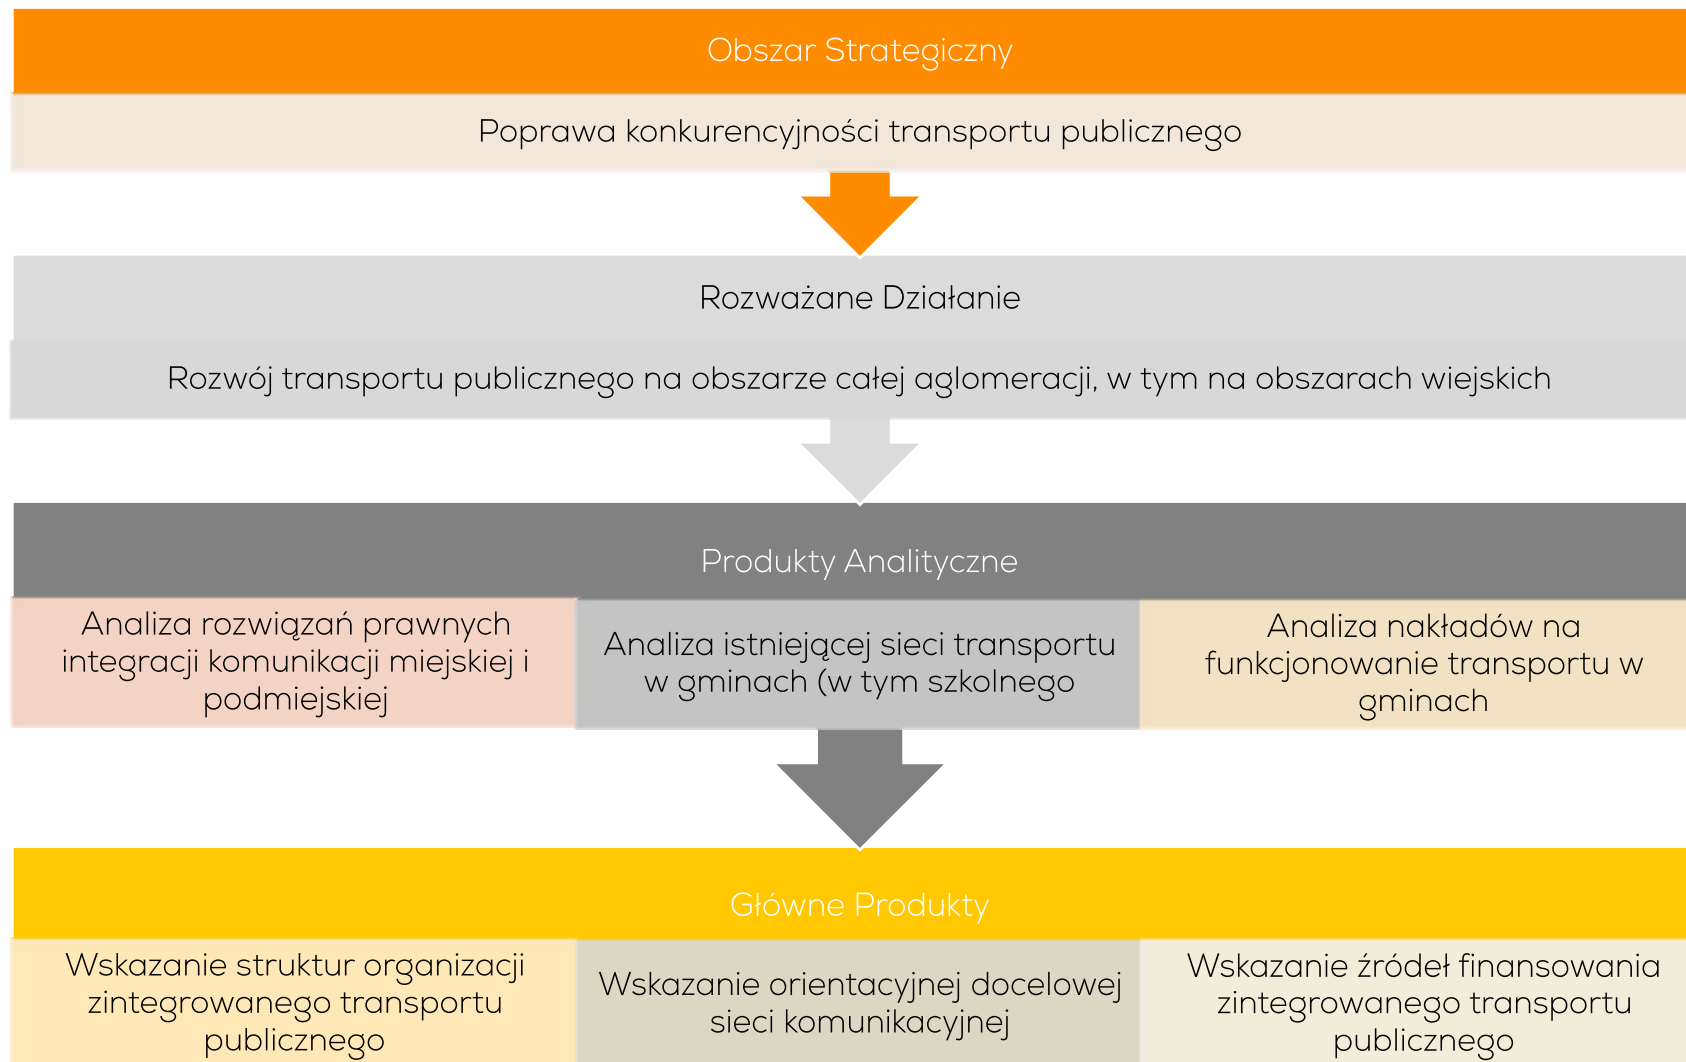 Obszar Strategiczny
Poprawa konkurencyjności transportu publicznego
Rozważane Działanie
Rozwój transportu publicznego na obszarze całej aglomeracji, w tym na obszarach wiejskich
Produkty Analityczne
Analiza rozwiązań prawnych
integracji komunikacji miejskiej i
podmiejskiej
Analiza istniejącej sieci transportu
w gminach (w tym szkolnego
Analiza nakładów na
funkcjonowanie transportu w
gminach
Główne Produkty
Wskazanie struktur organizacji
zintegrowanego transportu
publicznego
Wskazanie orientacyjnej docelowej
sieci komunikacyjnej
Wskazanie źródeł finansowania
zintegrowanego transportu
publicznego